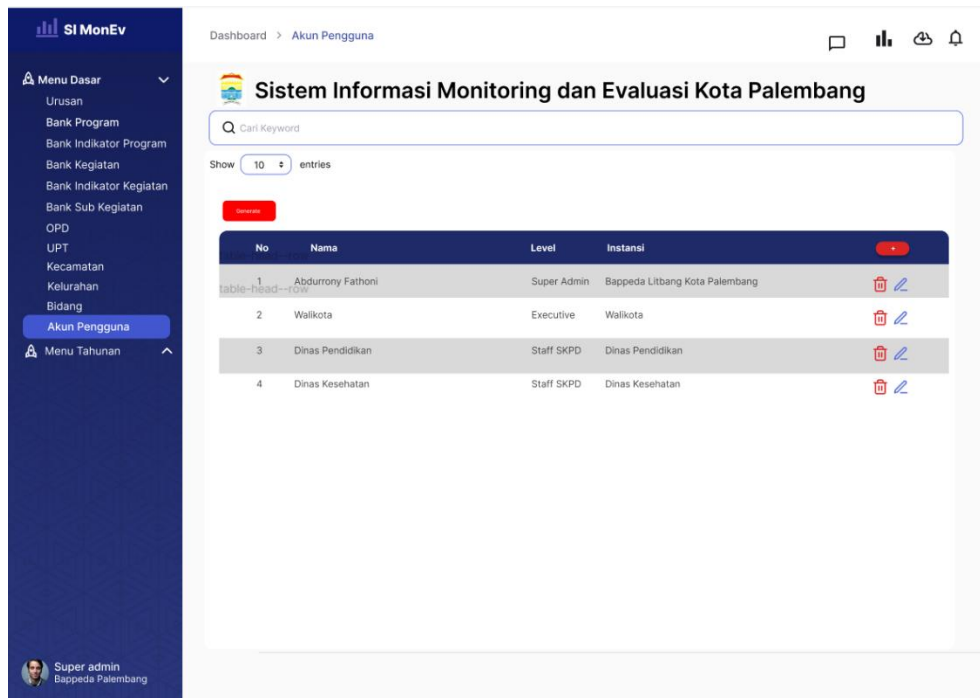 SI MonEv
Dashboard > Akun Pengguna
Menu Dasar
Urusan
Bank Program
Bank Indikator Program
Bank Kegiatan
Bank Indikator Kegiatan
Bank Sub Kegiatan
OPD
UPT
Kecamatan
Kelurahan
Bidang
Akun Pengguna
Menu Tahunan
Super admin
Bappeda Palembang
Sistem Informasi Monitoring dan Evaluasi Kota Palembang
Cari Keyword
Show 10 entries
Generate
No Nama Level Instansi +
table-head--row
1 Abdurrony Fathoni Super Admin Bappeda Litbang Kota Palembang
table-head--row
2 Walikota Executive Walikota
3 Dinas Pendidikan Staff SKPD Dinas Pendidikan
4 Dinas Kesehatan Staff SKPD Dinas Kesehatan